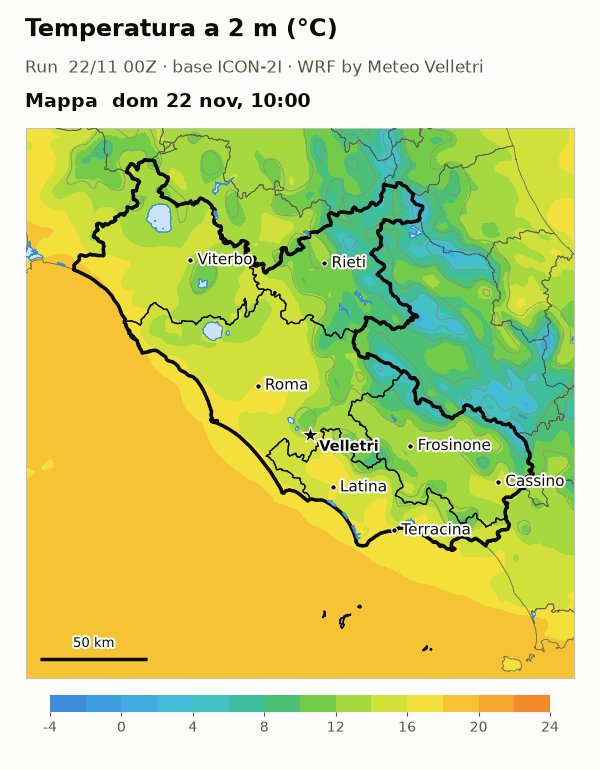 Temperatura a 2 m (°C)
Run 22/11 00Z · base ICON-2I · WRF by Meteo Velletri
Mappa dom 22 nov, 10:00
Viterbo
Rieti
Roma
Velletri
Frosinone
Cassino
Latina
Terracina
50 km
-4 0 4 8 12 16 20 24